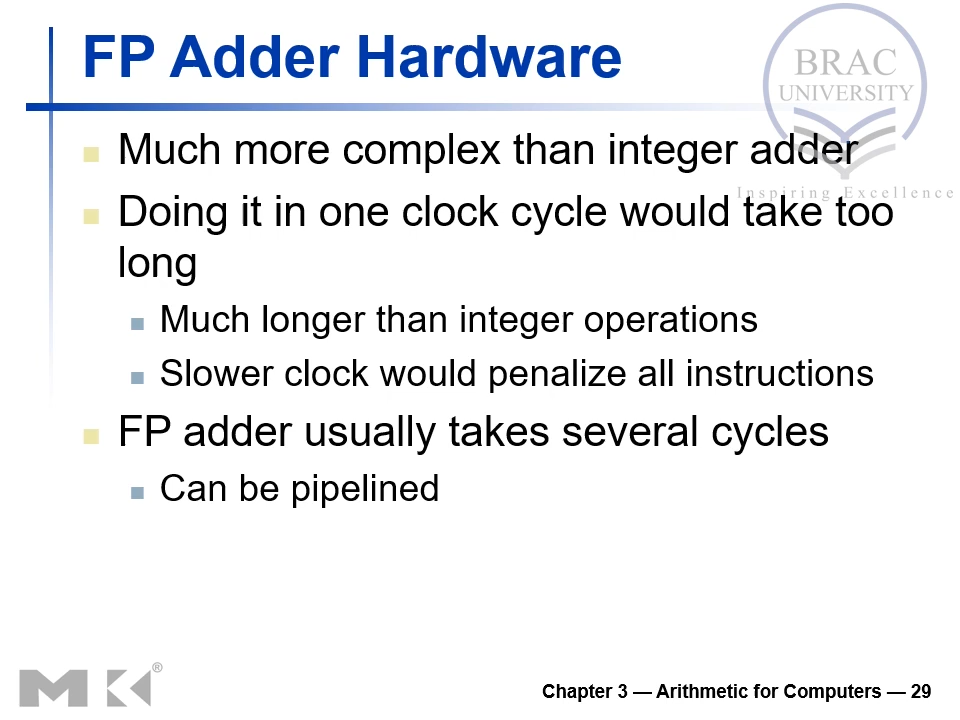 FP Adder Hardware
BRAC
UNIVERSITY
Inspiring Excellence
Much more complex than integer adder
Doing it in one clock cycle would take too
long
Much longer than integer operations
Slower clock would penalize all instructions
FP adder usually takes several cycles
Can be pipelined
MK®
Chapter 3 — Arithmetic for Computers — 29